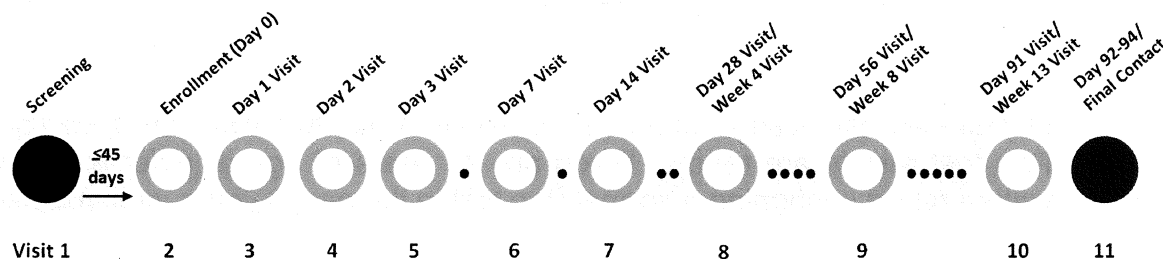 Screening
Enrollment (Day 0)
Day 1 Visit
Day 2 Visit
Day 3 Visit
Day 7 Visit
Day 14 Visit
Day 28 Visit/
Week 4 Visit
Day 56 Visit/
Week 8 Visit
Day 91 Visit/
Week 13 Visit
Day 92-94/
Final Contact
≤45
days
Visit 1 2 3 4 5 6 7 8 9 10 11